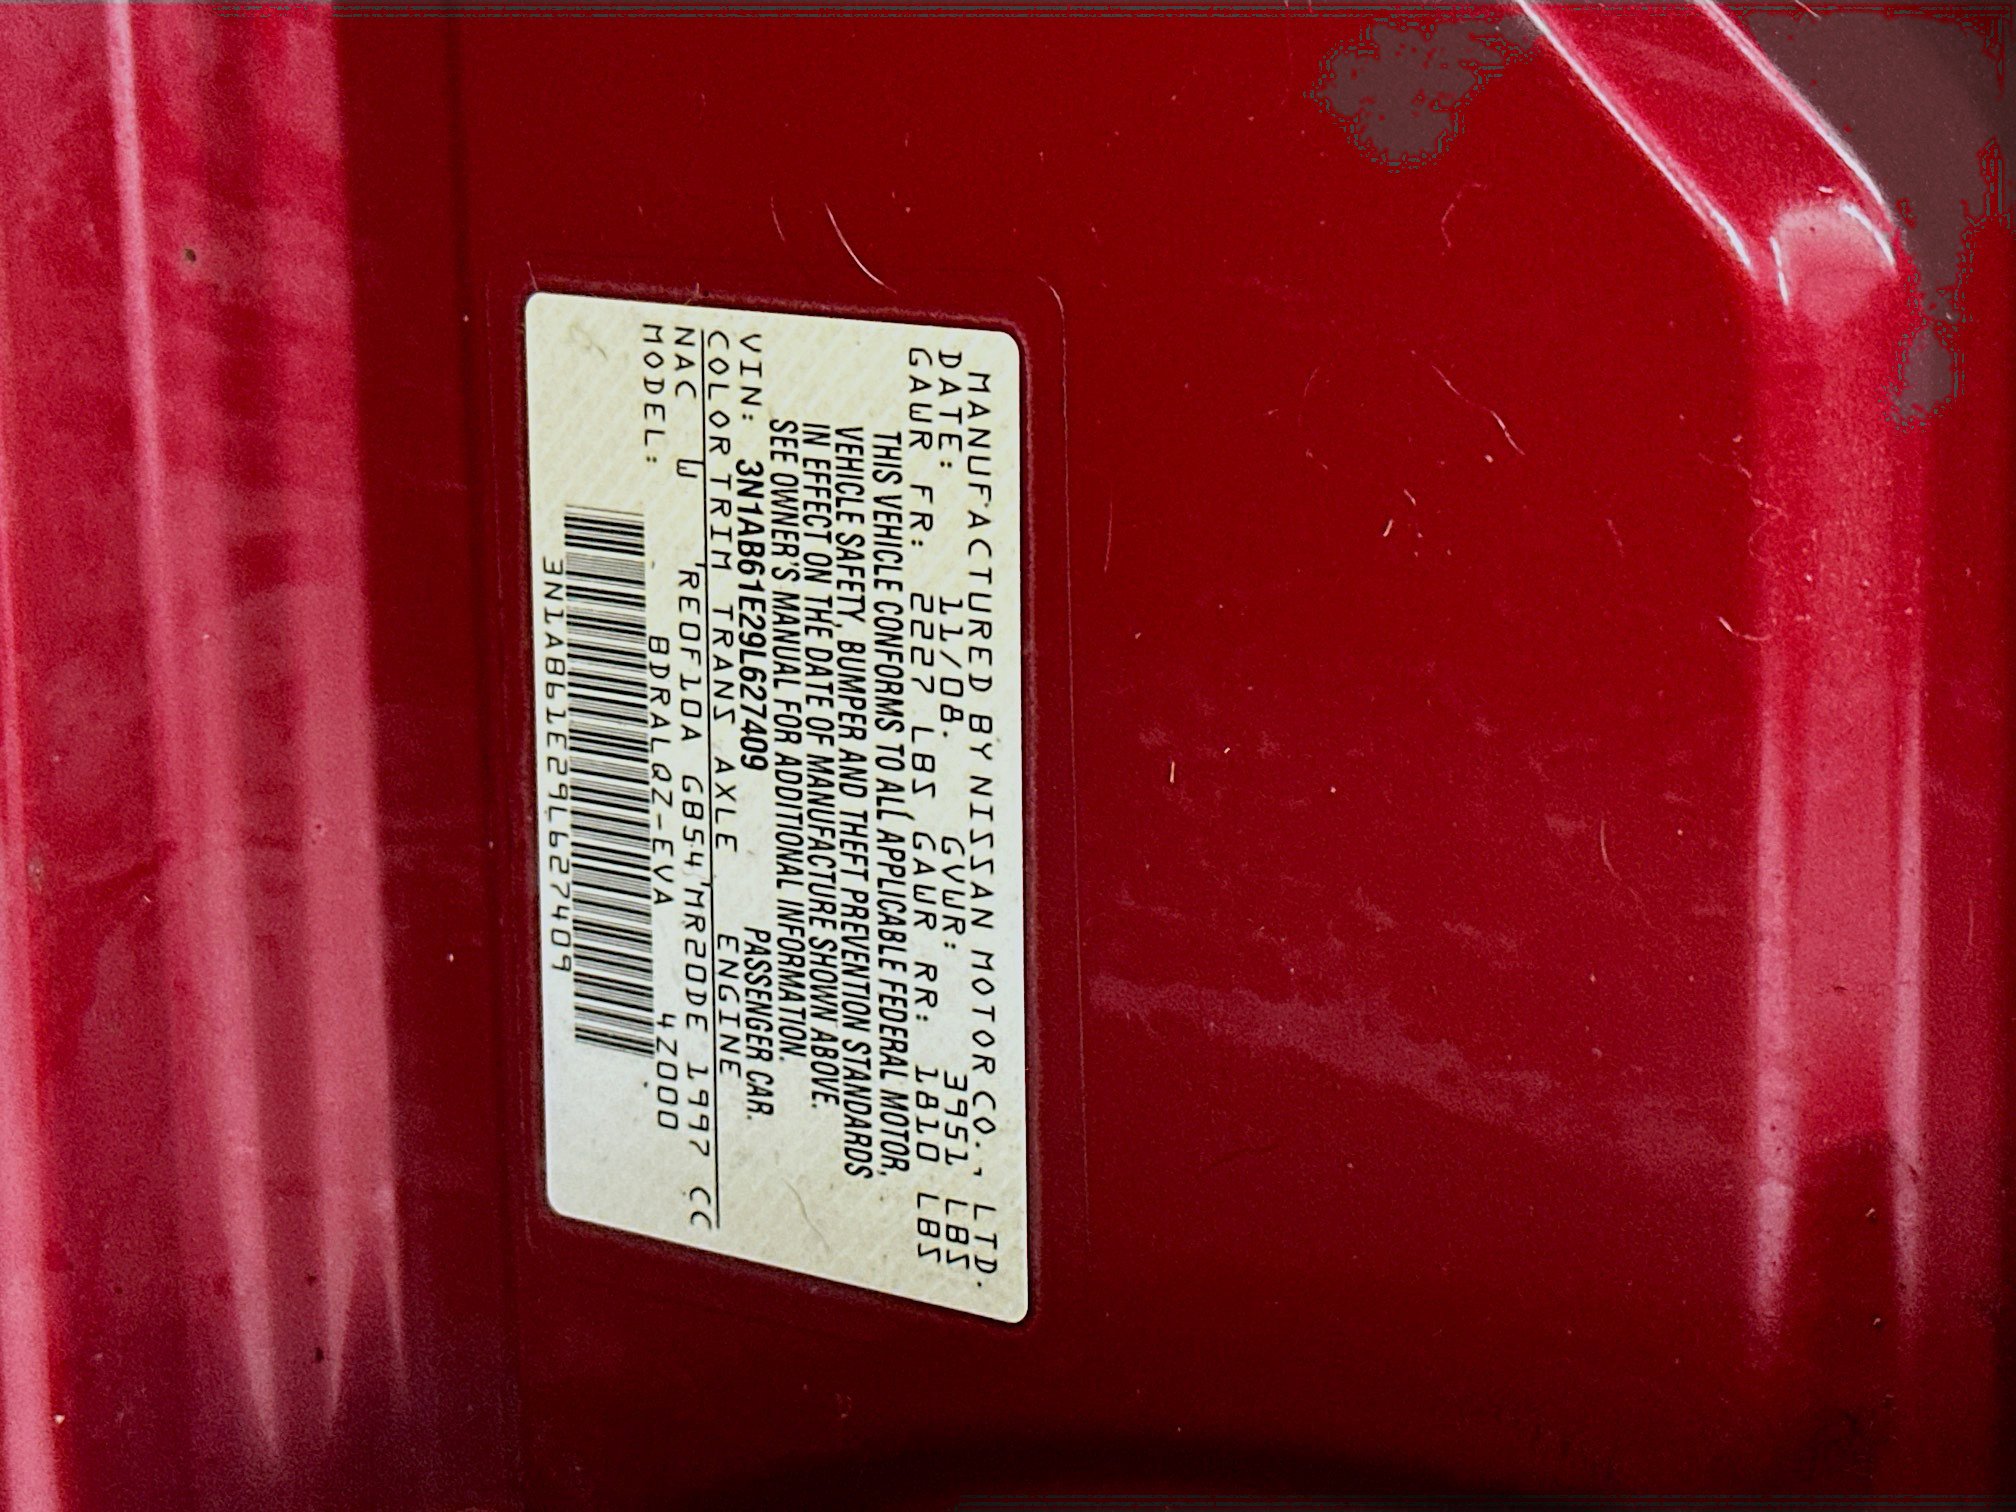 MANUFACTURED BY NISSAN MOTOR CO., LTD.
DATE: 11/08. GVWR: 3951 LBS
GAWR FR: 2227 LBS GAWR RR: 1810 LBS
THIS VEHICLE CONFORMS TO ALL APPLICABLE FEDERAL MOTOR,
VEHICLE SAFETY, BUMPER AND THEFT PREVENTION STANDARDS
IN EFFECT ON THE DATE OF MANUFACTURE SHOWN ABOVE.
SEE OWNER'S MANUAL FOR ADDITIONAL INFORMATION.
VIN: 3N1AB61E29L627409 PASSENGER CAR.
COLOR TRIM TRANS AXLE ENGINE
NAC W REOF10A GB54 MR20DE 1997 CC
MODEL: BDRALQZ-EVA 4Z000
3N1AB61E29L627409